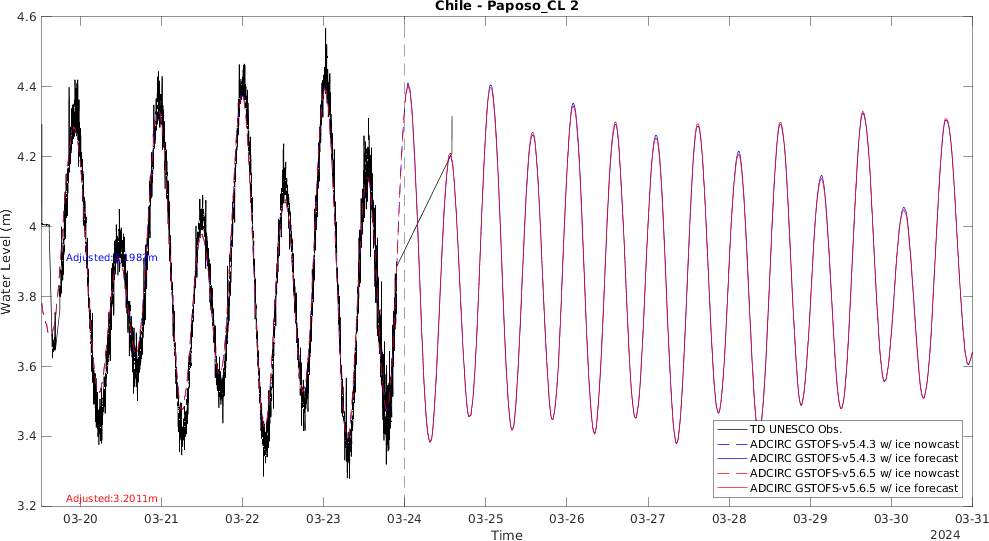 Chile - Paposo_CL 2
4.6
4.4
4.2
4
3.8
3.6
3.4
3.2
Water Level (m)
Adjusted:3.2011m
TD UNESCO Obs.
ADCIRC GSTOFS-v5.4.3 w/ ice nowcast
ADCIRC GSTOFS-v5.4.3 w/ ice forecast
ADCIRC GSTOFS-v5.6.5 w/ ice nowcast
ADCIRC GSTOFS-v5.6.5 w/ ice forecast
03-20 03-21 03-22 03-23 03-24 03-25 03-26 03-27 03-28 03-29 03-30 03-31
Time
2024